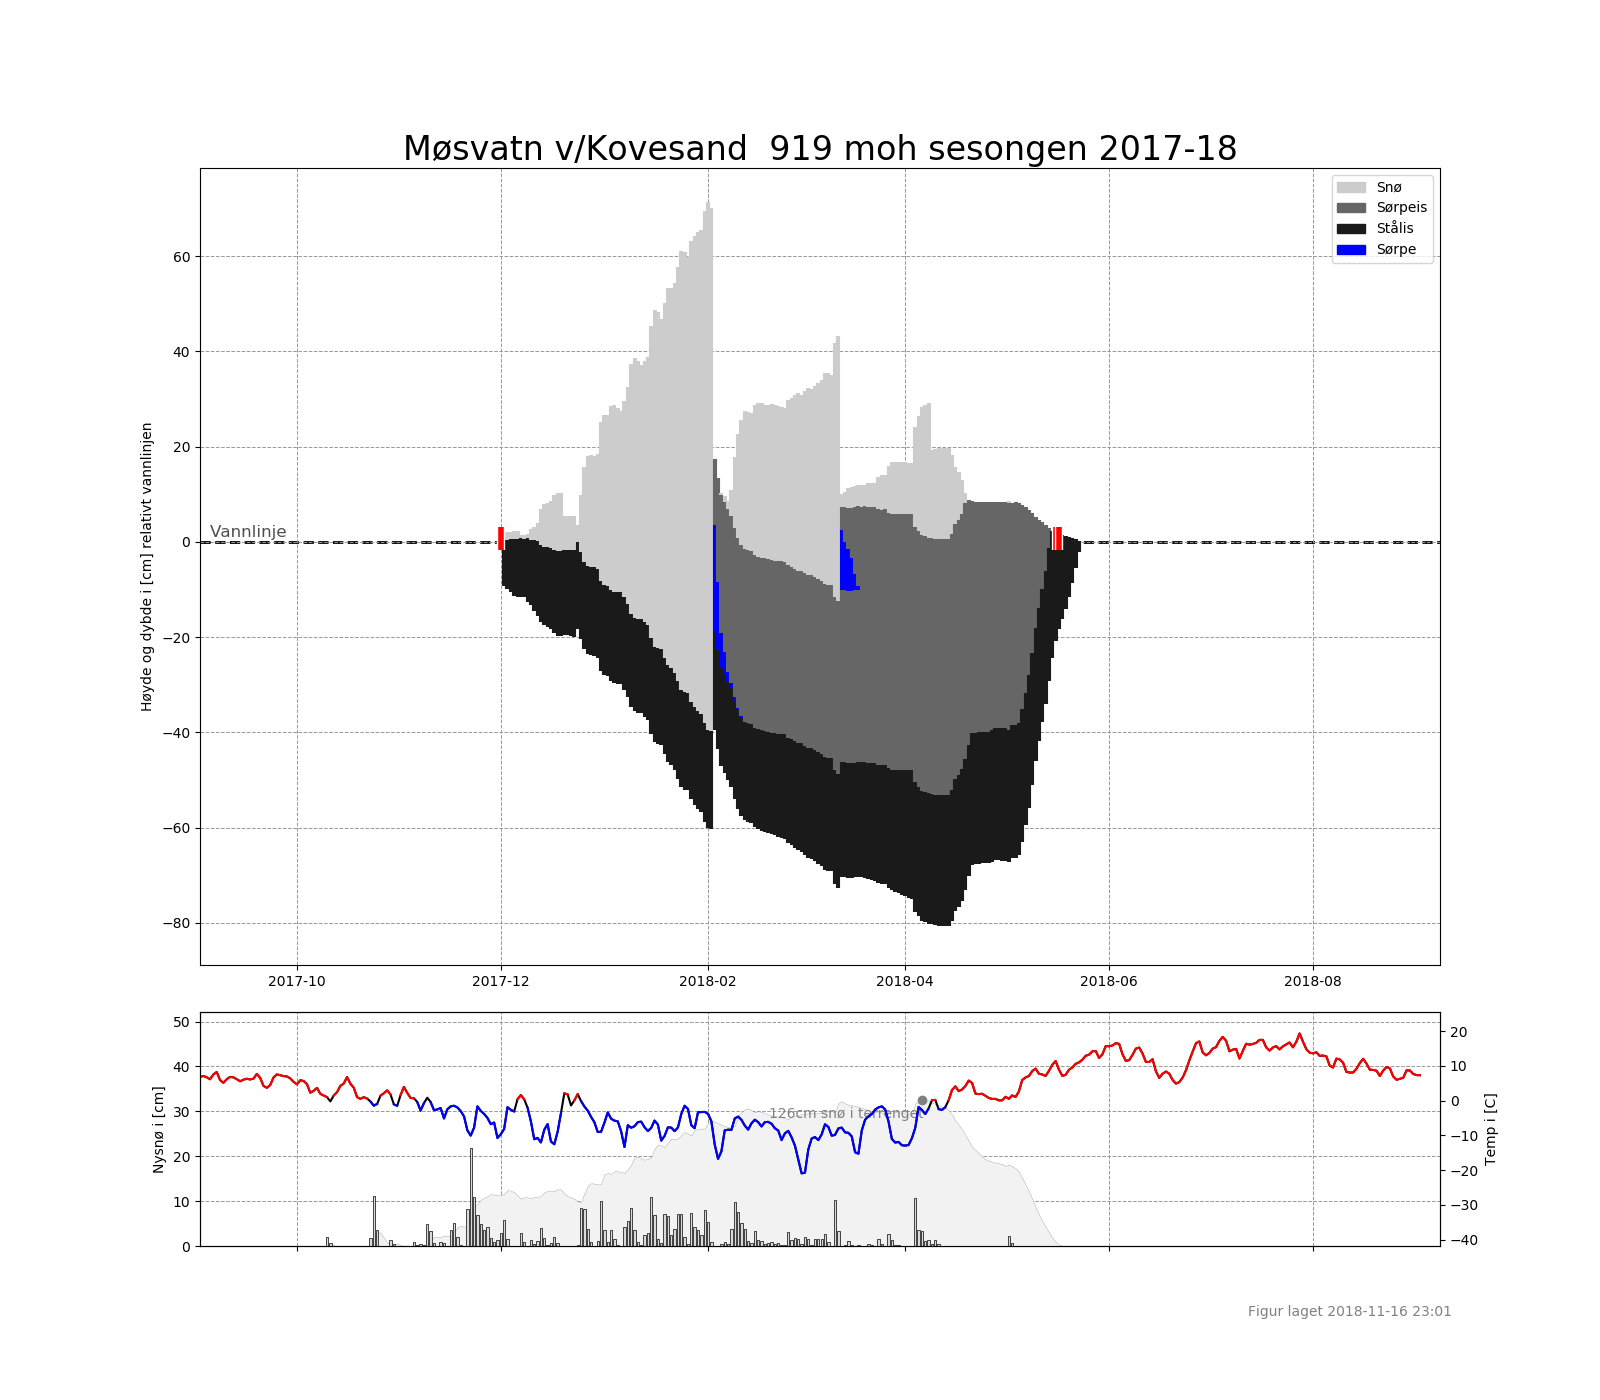 Møsvatn v/Kovesand  919 moh sesongen 2017-18
Snø
Sørpeis
Stålis
Sørpe
Høyde og dybde i [cm] relativt vannlinjen
60
40
20
0
−20
−40
−60
−80
Vannlinje
2017-10 2017-12 2018-02 2018-04 2018-06 2018-08
Nysnø i [cm]
50
40
30
20
10
0
126cm snø i terrenget
20
10
0
−10
−20
−30
−40
Temp i [C]
Figur laget 2018-11-16 23:01